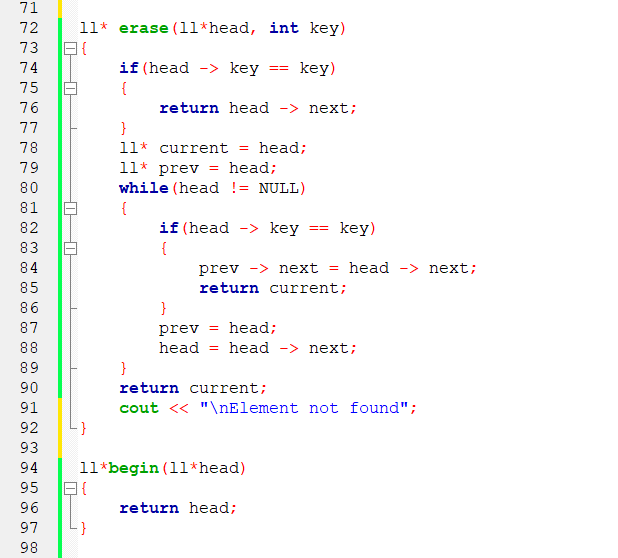 71
72 ll* erase(ll*head, int key)
73 {
74     if(head -> key == key)
75     {
76         return head -> next;
77     }
78     ll* current = head;
79     ll* prev = head;
80     while(head != NULL)
81     {
82         if(head -> key == key)
83         {
84             prev -> next = head -> next;
85             return current;
86         }
87         prev = head;
88         head = head -> next;
89     }
90     return current;
91     cout << "\nElement not found";
92 }
93
94 ll*begin(ll*head)
95 {
96     return head;
97 }
98